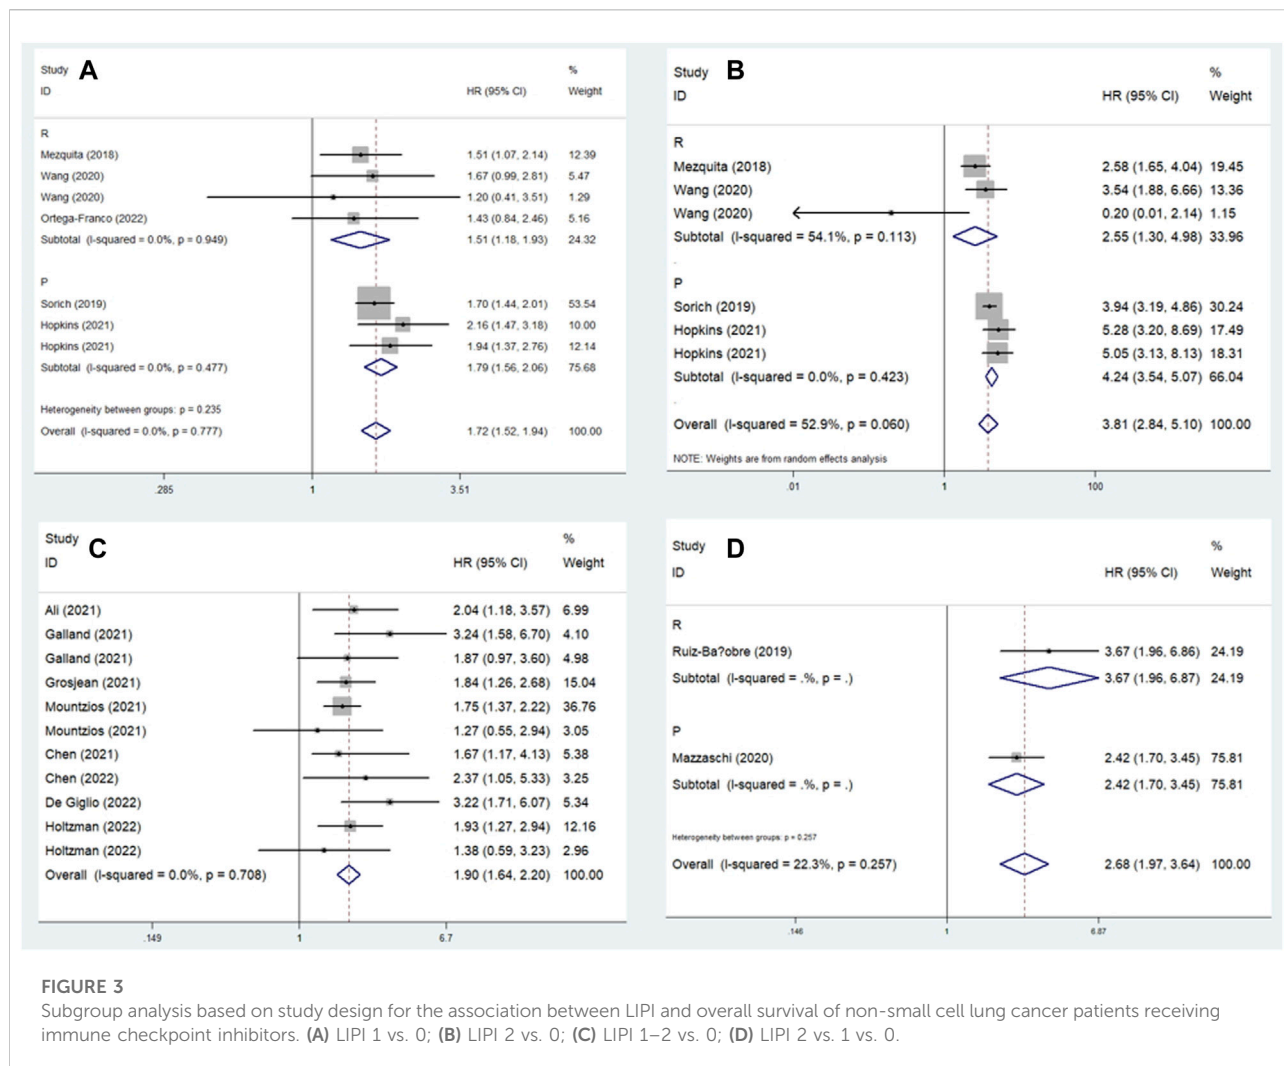 A
Study %
ID HR (95% CI) Weight
R
Mezquita (2018) 1.51 (1.07, 2.14) 12.39
Wang (2020) 1.67 (0.99, 2.81) 5.47
Wang (2020) 1.20 (0.41, 3.51) 1.29
Ortega-Franco (2022) 1.43 (0.84, 2.46) 5.16
Subtotal (I-squared = 0.0%, p = 0.949) 1.51 (1.18, 1.93) 24.32
P
Sorich (2019) 1.70 (1.44, 2.01) 53.54
Hopkins (2021) 2.16 (1.47, 3.18) 10.00
Hopkins (2021) 1.94 (1.37, 2.76) 12.14
Subtotal (I-squared = 0.0%, p = 0.477) 1.79 (1.56, 2.06) 75.68
Heterogeneity between groups: p = 0.235
Overall (I-squared = 0.0%, p = 0.777) 1.72 (1.52, 1.94) 100.00
.285 1 3.51
B
Study %
ID HR (95% CI) Weight
R
Mezquita (2018) 2.58 (1.65, 4.04) 19.45
Wang (2020) 3.54 (1.88, 6.66) 13.36
Wang (2020) 0.20 (0.01, 2.14) 1.15
Subtotal (I-squared = 54.1%, p = 0.113) 2.55 (1.30, 4.98) 33.96
.
P
Sorich (2019) 3.94 (3.19, 4.86) 30.24
Hopkins (2021) 5.28 (3.20, 8.69) 17.49
Hopkins (2021) 5.05 (3.13, 8.13) 18.31
Subtotal (I-squared = 0.0%, p = 0.423) 4.24 (3.54, 5.07) 66.04
.
Overall (I-squared = 52.9%, p = 0.060) 3.81 (2.84, 5.10) 100.00
NOTE: Weights are from random effects analysis
.01 1 100
C
Study %
ID HR (95% CI) Weight
Ali (2021) 2.04 (1.18, 3.57) 6.99
Galland (2021) 3.24 (1.58, 6.70) 4.10
Galland (2021) 1.87 (0.97, 3.60) 4.98
Grosjean (2021) 1.84 (1.26, 2.68) 15.04
Mountzios (2021) 1.75 (1.37, 2.22) 36.76
Mountzios (2021) 1.27 (0.55, 2.94) 3.05
Chen (2021) 1.67 (1.17, 4.13) 5.38
Chen (2022) 2.37 (1.05, 5.33) 3.25
De Giglio (2022) 3.22 (1.71, 6.07) 5.34
Holtzman (2022) 1.93 (1.27, 2.94) 12.16
Holtzman (2022) 1.38 (0.59, 3.23) 2.96
Overall (I-squared = 0.0%, p = 0.708) 1.90 (1.64, 2.20) 100.00
.149 1 6.7
D
Study %
ID HR (95% CI) Weight
R
Ruiz-Ba?obre (2019) 3.67 (1.96, 6.86) 24.19
Subtotal (I-squared = .%, p = .) 3.67 (1.96, 6.87) 24.19
P
Mazzaschi (2020) 2.42 (1.70, 3.45) 75.81
Subtotal (I-squared = .%, p = .) 2.42 (1.70, 3.45) 75.81
Heterogeneity between groups: p = 0.257
Overall (I-squared = 22.3%, p = 0.257) 2.68 (1.97, 3.64) 100.00
.146 1 6.87
FIGURE 3
Subgroup analysis based on study design for the association between LIPI and overall survival of non-small cell lung cancer patients receiving
immune checkpoint inhibitors. (A) LIPI 1 vs. 0; (B) LIPI 2 vs. 0; (C) LIPI 1–2 vs. 0; (D) LIPI 2 vs. 1 vs. 0.